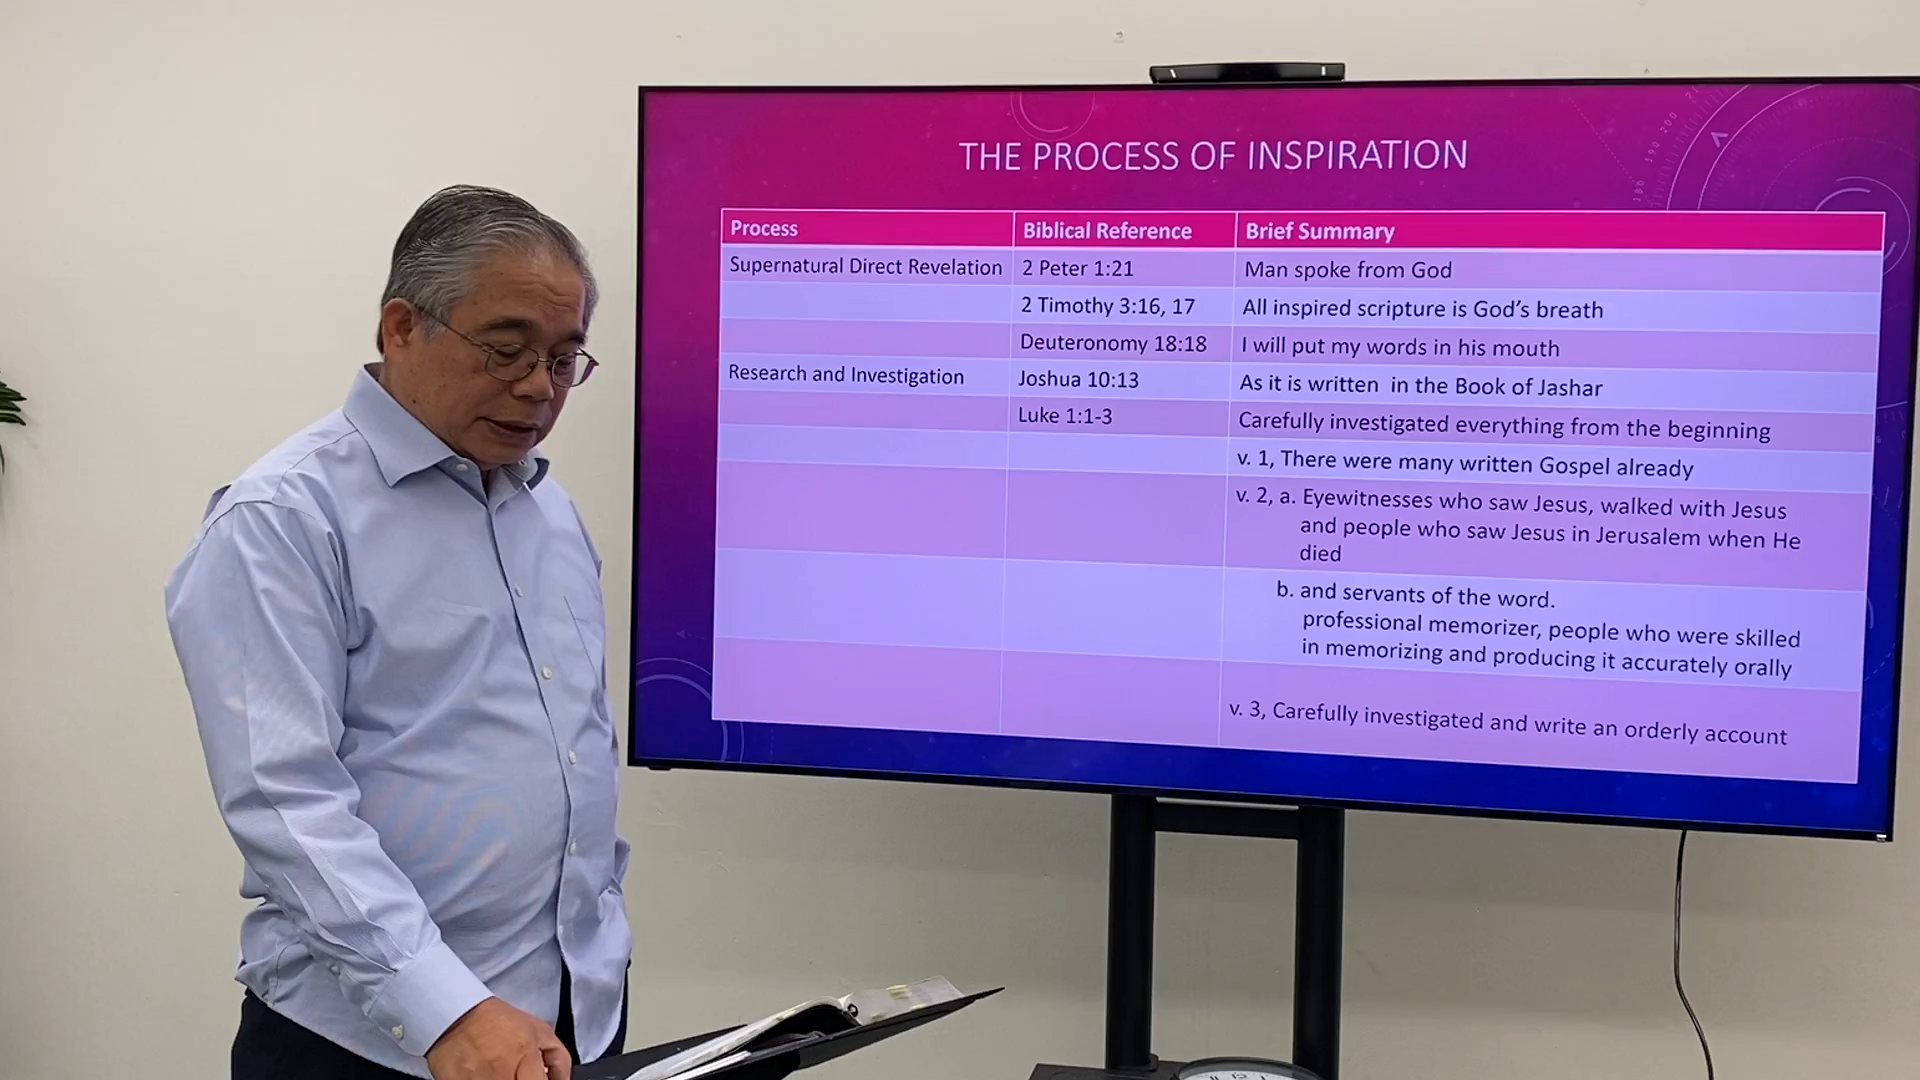 THE PROCESS OF INSPIRATION
Process Biblical Reference Brief Summary
Supernatural Direct Revelation 2 Peter 1:21 Man spoke from God
2 Timothy 3:16, 17 All inspired scripture is God's breath
Deuteronomy 18:18 I will put my words in his mouth
Research and Investigation Joshua 10:13 As it is written in the Book of Jashar
Luke 1:1-3 Carefully investigated everything from the beginning
v. 1, There were many written Gospel already
v. 2, a. Eyewitnesses who saw Jesus, walked with Jesus
and people who saw Jesus in Jerusalem when He
died
b. and servants of the word.
professional memorizer, people who were skilled
in memorizing and producing it accurately orally
v. 3, Carefully investigated and write an orderly account
180 190 200 21